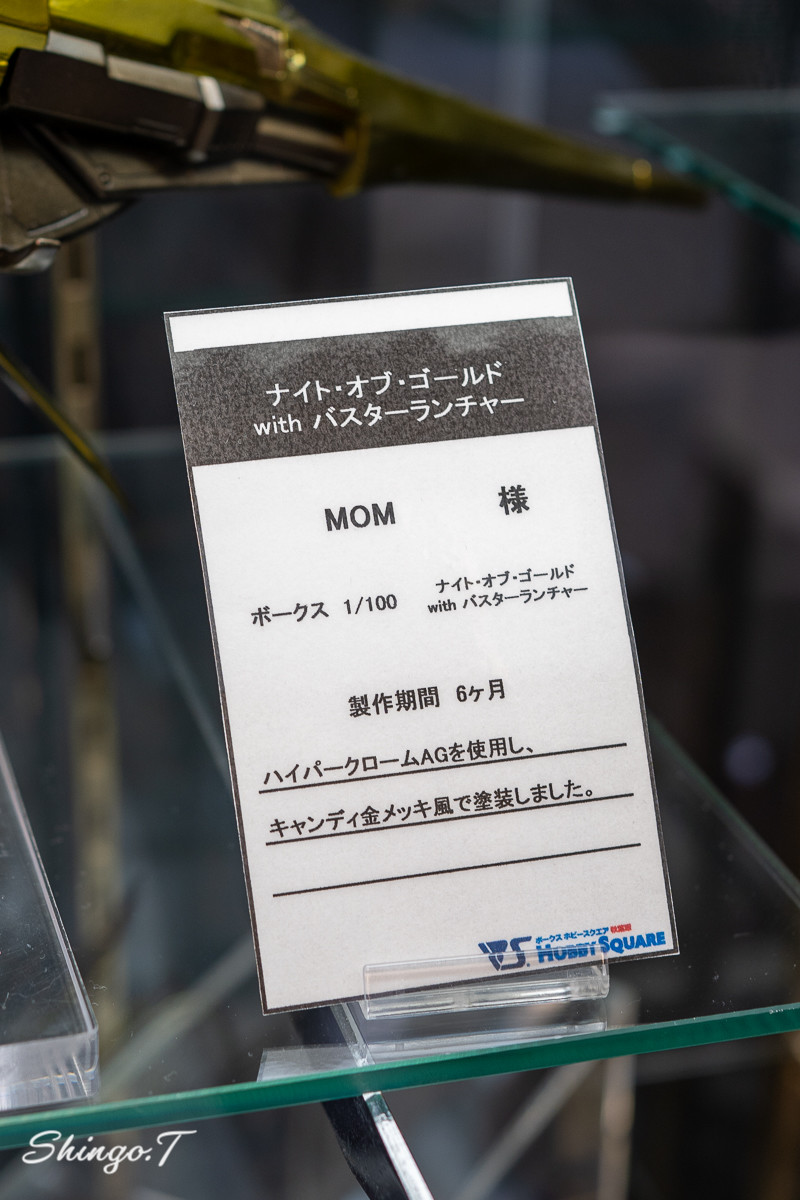 ナイト・オブ・ゴールド
with バスターランチャー
MOM 様
ボークス 1/100 ナイト・オブ・ゴールド
with バスターランチャー
製作期間 6ヶ月
ハイパークロームAGを使用し、
キャンディ金メッキ風で塗装しました。
VS. ボークス ホビースクエア 秋葉原
HOBBY SQUARE
Shingo.T